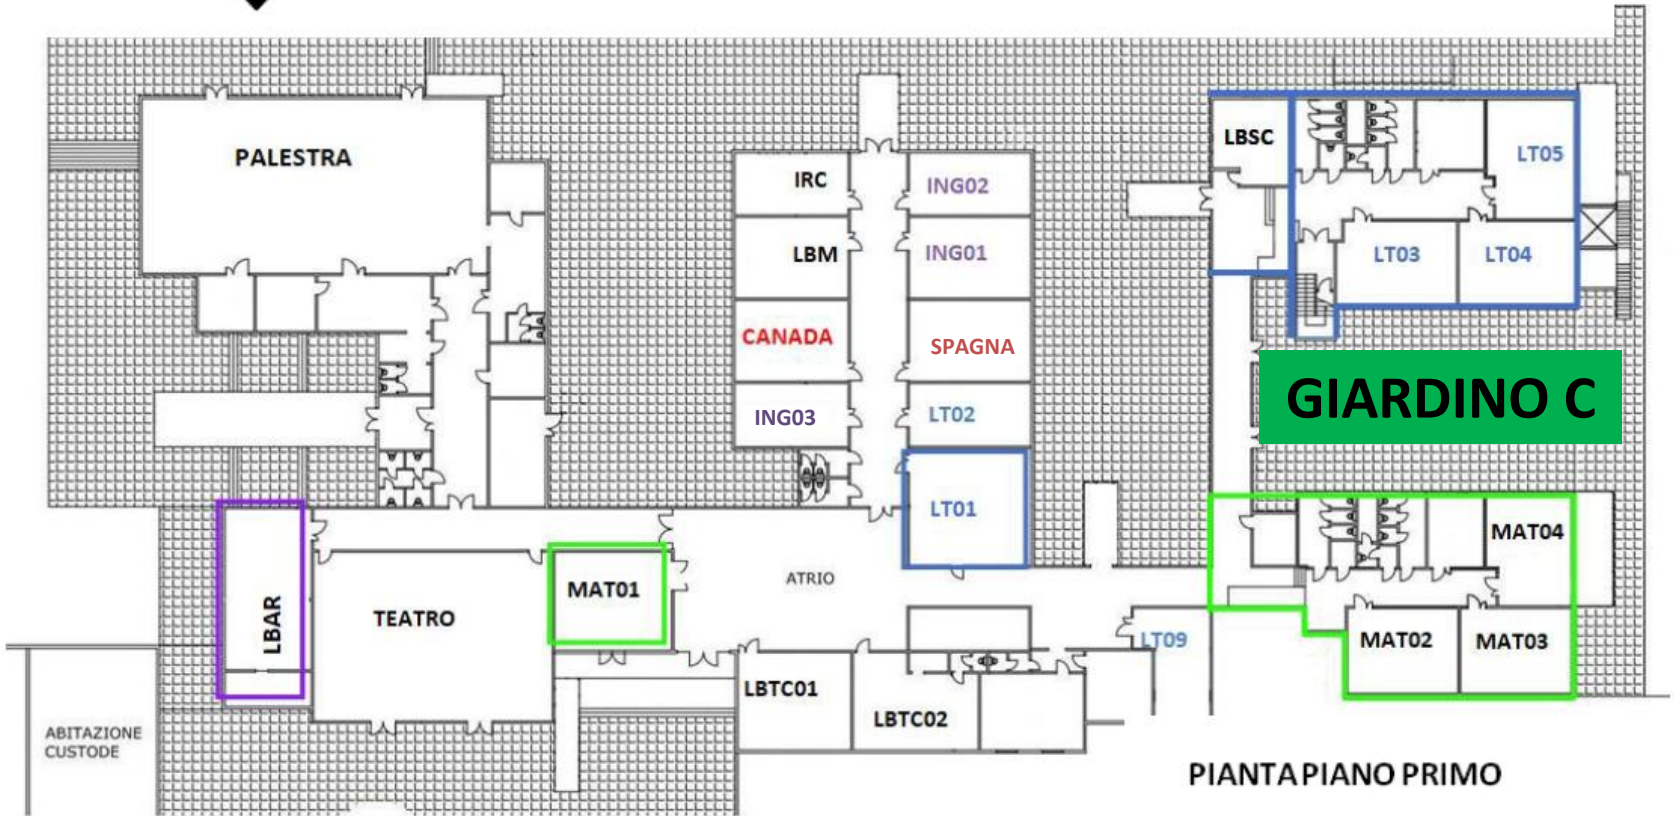 PALESTRA
IRC
ING02
LBSC
LT05
LBM
ING01
LT03
LT04
CANADA
SPAGNA
GIARDINO C
ING03
LT02
LT01
MAT04
ATRIO
MAT01
LBAR
TEATRO
LT09
MAT02
MAT03
LBTC01
LBTC02
ABITAZIONE
CUSTODE
PIANTA PIANO PRIMO